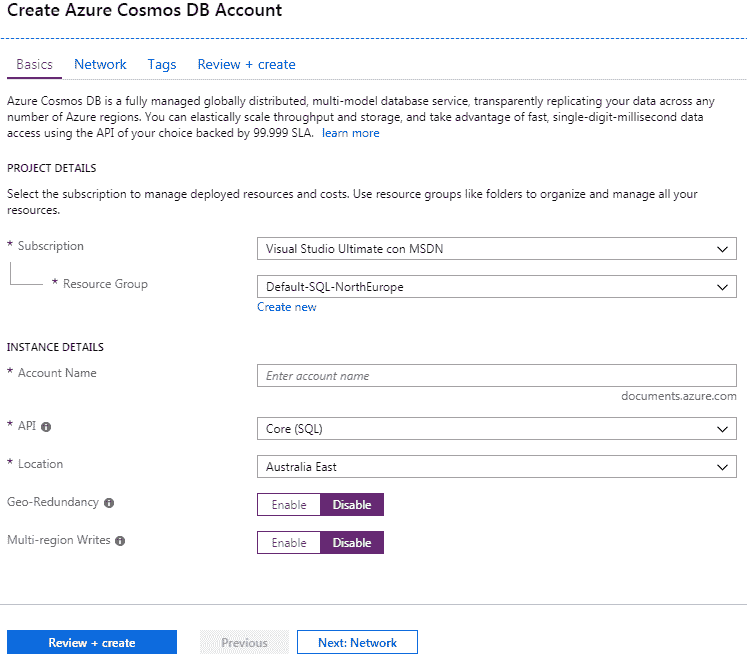 Create Azure Cosmos DB Account
Basics Network Tags Review + create
Azure Cosmos DB is a fully managed globally distributed, multi-model database service, transparently replicating your data across any
number of Azure regions. You can elastically scale throughput and storage, and take advantage of fast, single-digit-millisecond data
access using the API of your choice backed by 99.999 SLA. learn more
PROJECT DETAILS
Select the subscription to manage deployed resources and costs. Use resource groups like folders to organize and manage all your
resources.
* Subscription
Visual Studio Ultimate con MSDN
* Resource Group
Default-SQL-NorthEurope
Create new
INSTANCE DETAILS
* Account Name
Enter account name
documents.azure.com
* API
Core (SQL)
* Location
Australia East
Geo-Redundancy
Enable Disable
Multi-region Writes
Enable Disable
Review + create Previous Next: Network